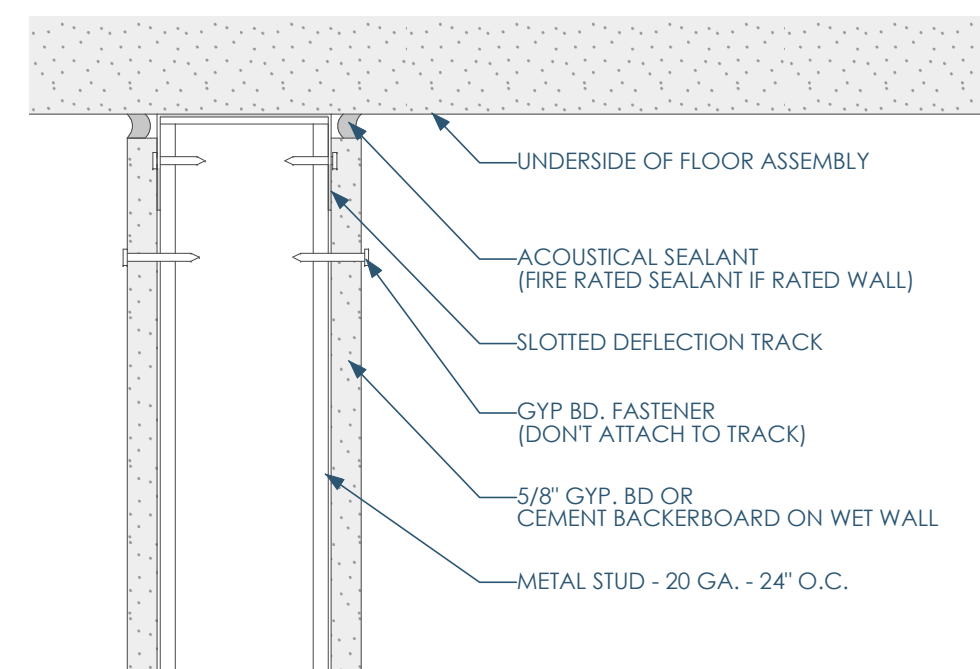 UNDERSIDE OF FLOOR ASSEMBLY
ACOUSTICAL SEALANT
(FIRE RATED SEALANT IF RATED WALL)
SLOTTED DEFLECTION TRACK
GYP BD. FASTENER
(DON'T ATTACH TO TRACK)
5/8" GYP. BD OR
CEMENT BACKERBOARD ON WET WALL
METAL STUD - 20 GA. - 24" O.C.